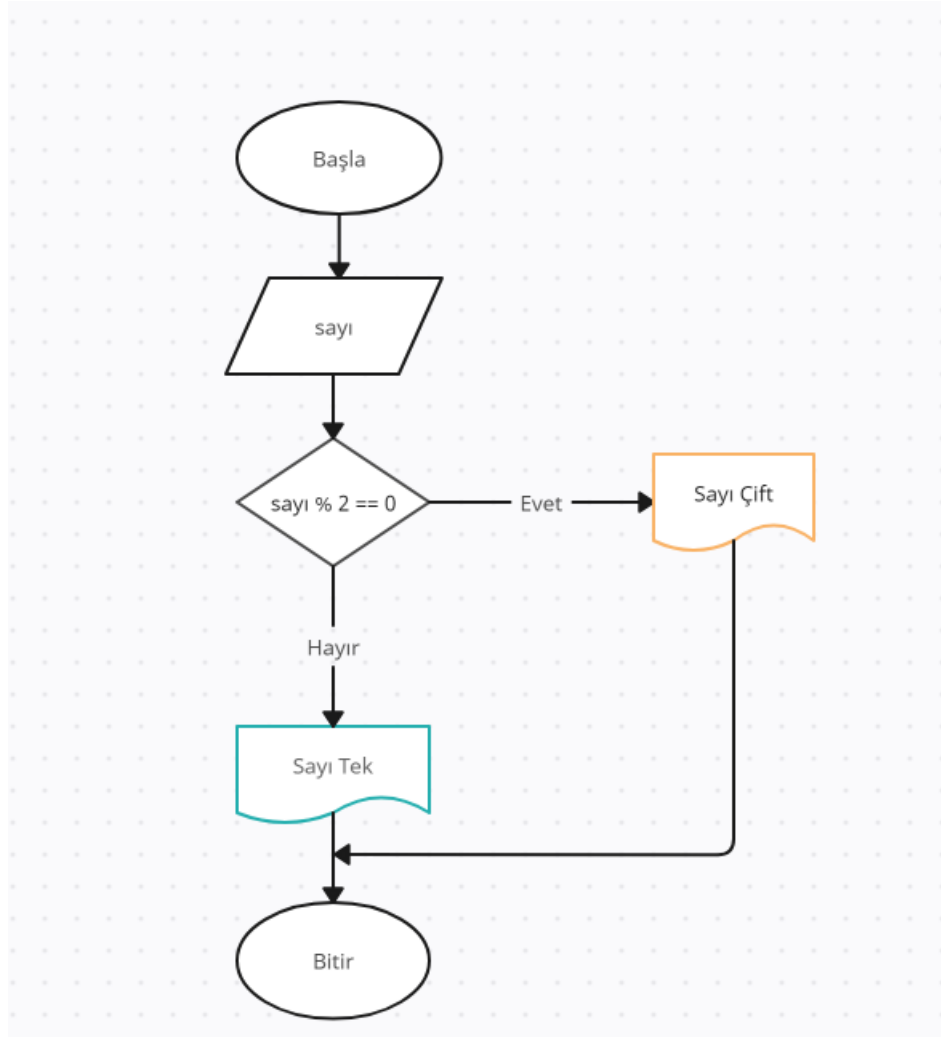 Başla
sayı
sayı % 2 == 0
Evet
Sayı Çift
Hayır
Sayı Tek
Bitir